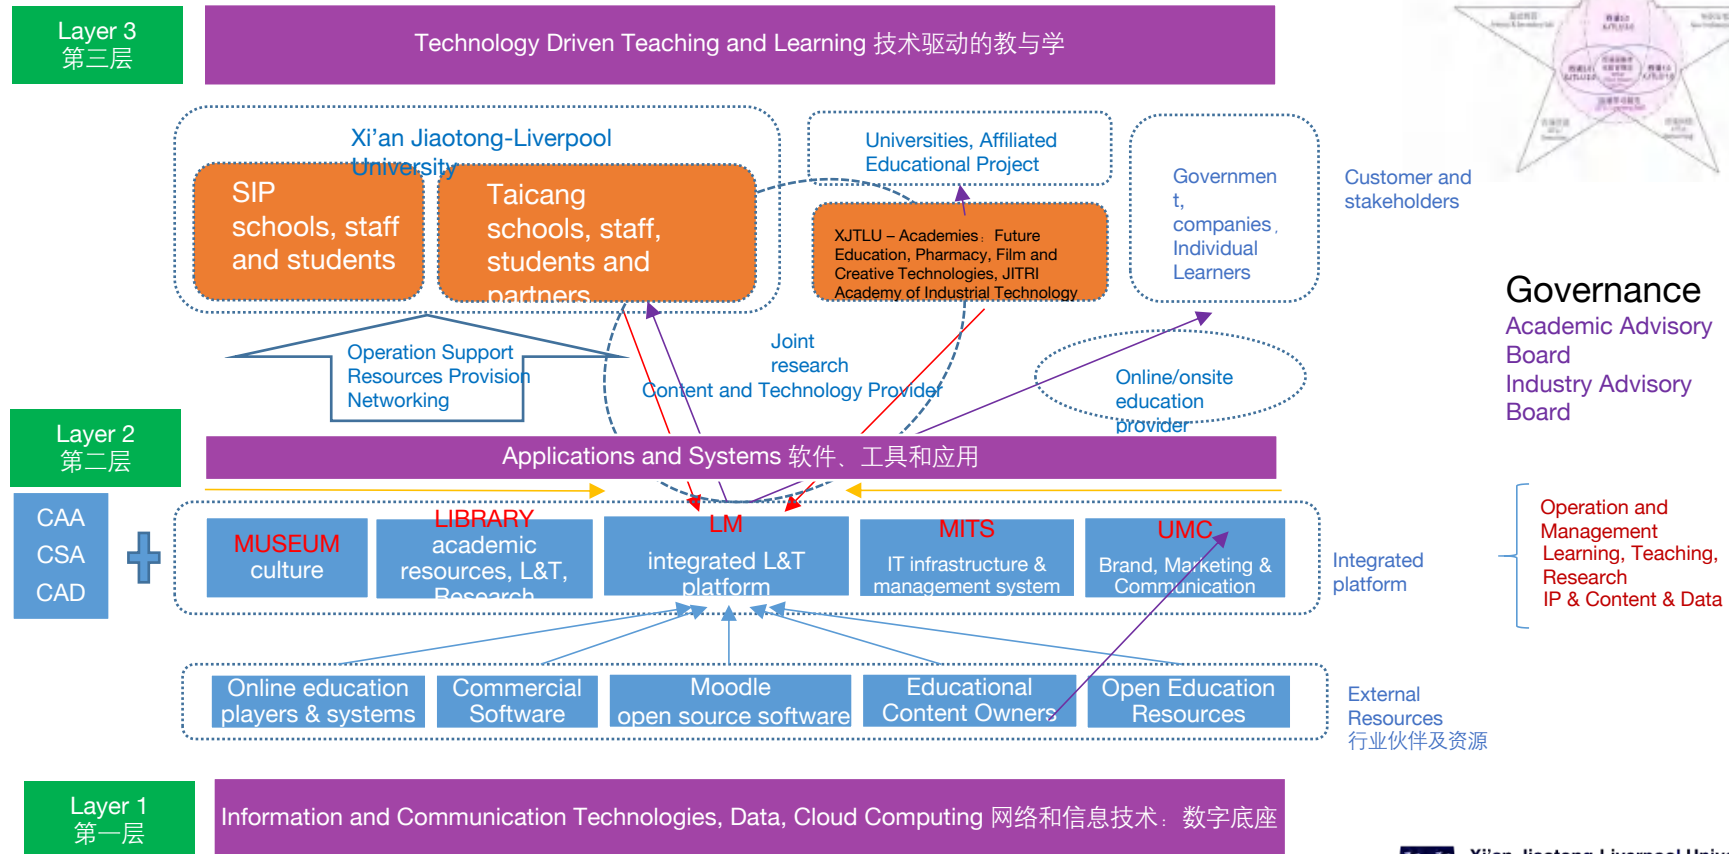 Layer 3
第三层
Technology Driven Teaching and Learning 技术驱动的教与学
Xi'an Jiaotong-Liverpool
University
SIP
schools, staff
and students
Taicang
schools, staff,
students and
partners
Universities, Affiliated
Educational Project
XJTLU – Academies：Future
Education, Pharmacy, Film and
Creative Technologies, JITRI
Academy of Industrial Technology
Governmen
t,
companies,
Individual
Learners
Customer and
stakeholders
Governance
Academic Advisory
Board
Industry Advisory
Board
Operation Support
Resources Provision
Networking
Joint
research
Content and Technology Provider
Online/onsite
education
provider
Layer 2
第二层
Applications and Systems 软件、工具和应用
CAA
CSA
CAD
MUSEUM
culture
LIBRARY
academic
resources, L&T,
Research
LM
integrated L&T
platform
MITS
IT infrastructure &
management system
UMC
Brand, Marketing &
Communication
Integrated
platform
Operation and
Management
Learning, Teaching,
Research
IP & Content & Data
Online education
players & systems
Commercial
Software
Moodle
open source software
Educational
Content Owners
Open Education
Resources
External
Resources
行业伙伴及资源
Layer 1
第一层
Information and Communication Technologies, Data, Cloud Computing 网络和信息技术：数字底座